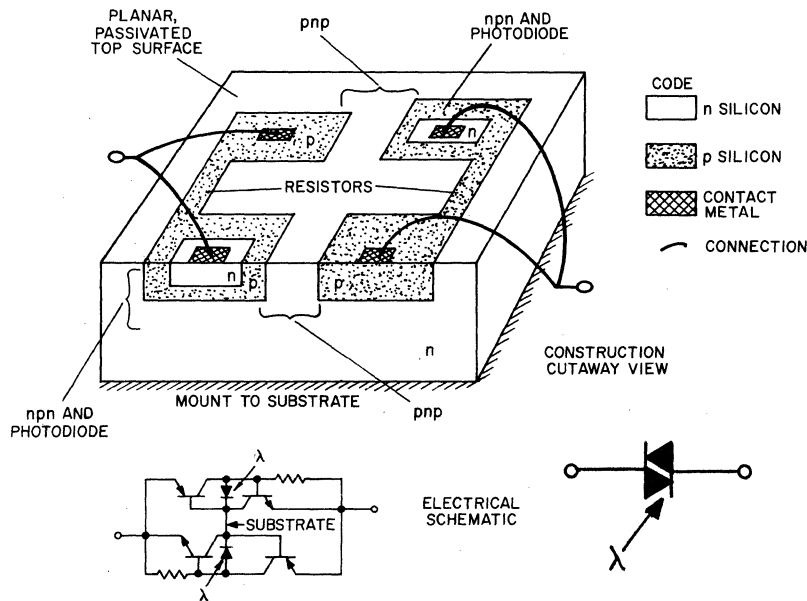 PLANAR,
PASSIVATED
TOP SURFACE
pnp
npn AND
PHOTODIODE
CODE
n SILICON
p SILICON
CONTACT
METAL
CONNECTION
p
n
RESISTORS
n
p
p
n
CONSTRUCTION
CUTAWAY VIEW
npn AND
PHOTODIODE
MOUNT TO SUBSTRATE
pnp
λ
SUBSTRATE
λ
ELECTRICAL
SCHEMATIC
λ